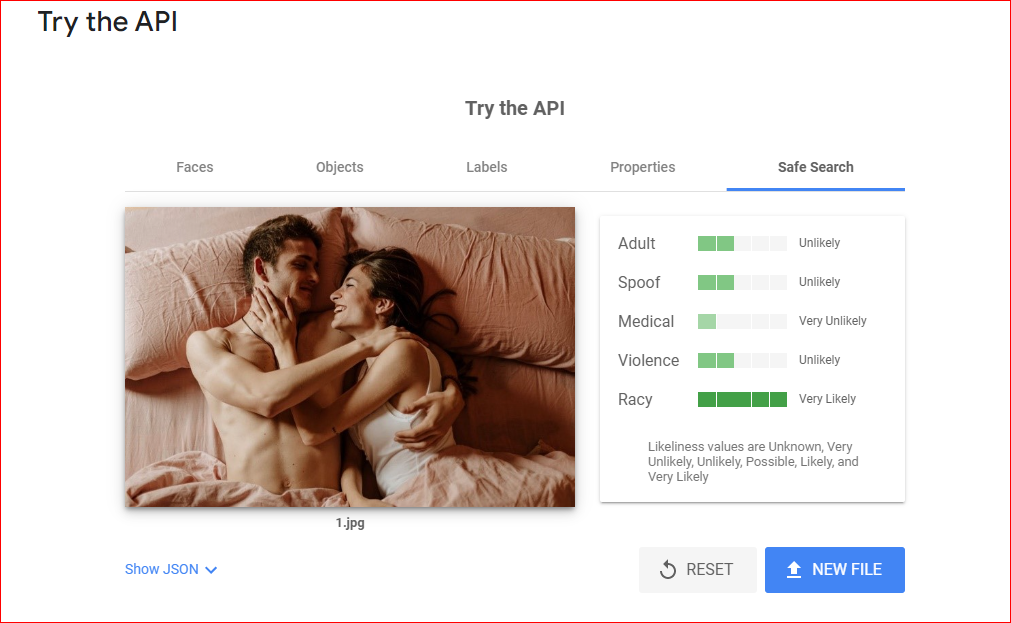 Try the API
Try the API
Faces
Objects
Labels
Properties
Safe Search
Adult
Unlikely
Spoof
Unlikely
Medical
Very Unlikely
Violence
Unlikely
Racy
Very Likely
Likeliness values are Unknown, Very
Unlikely, Unlikely, Possible, Likely, and
Very Likely
1.jpg
Show JSON
RESET
NEW FILE